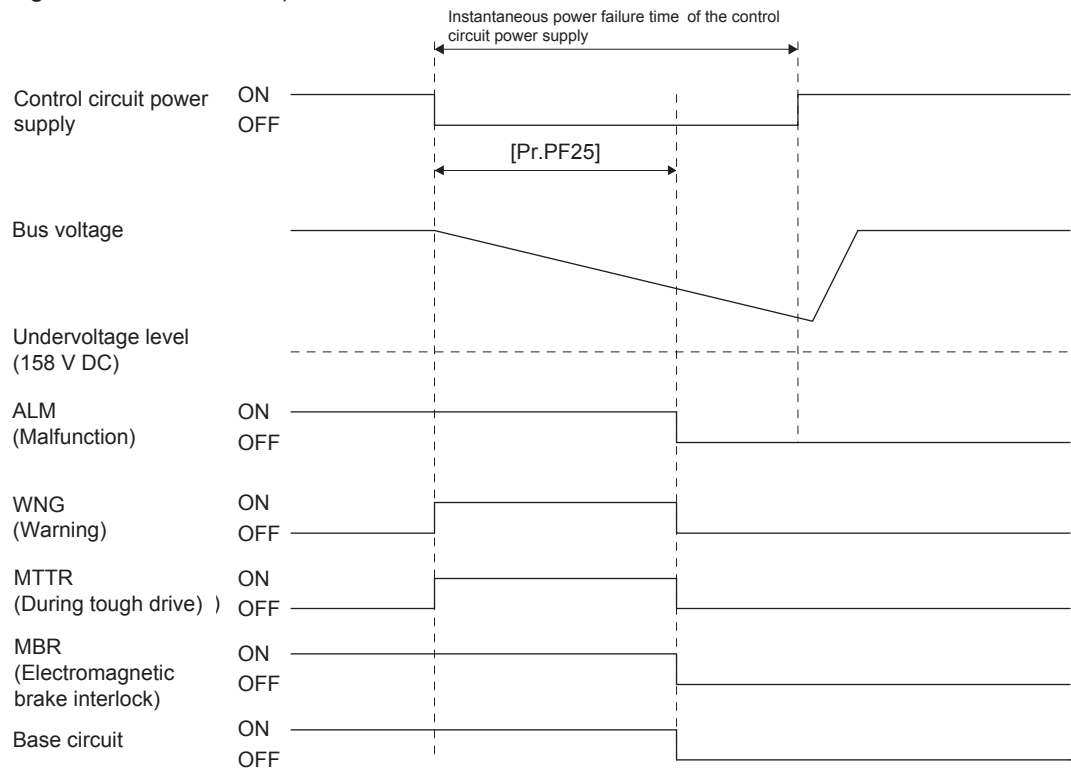 Instantaneous power failure time of the control
circuit power supply
Control circuit power
supply
ON
OFF
[Pr.PF25]
Bus voltage
Undervoltage level
(158 V DC)
ALM
(Malfunction)
ON
OFF
WNG
(Warning)
ON
OFF
MTTR
(During tough drive) )
ON
OFF
MBR
(Electromagnetic
brake interlock)
ON
OFF
Base circuit
ON
OFF